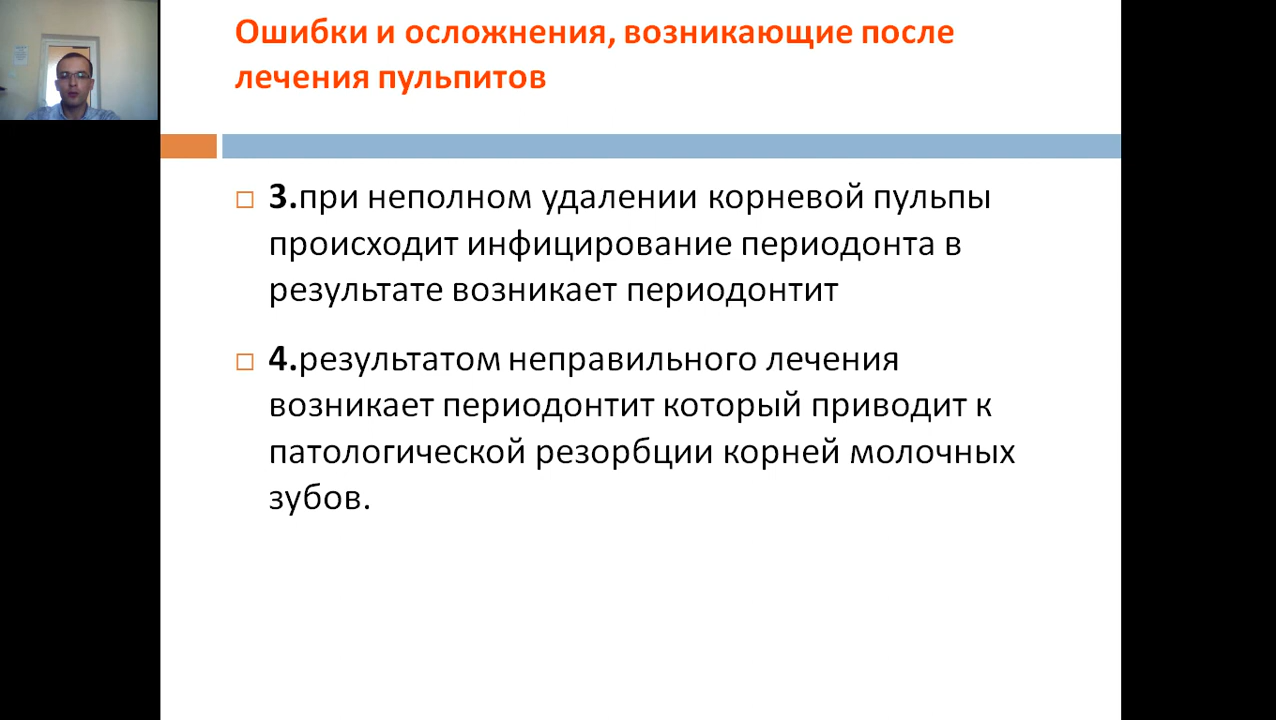 Ошибки и осложнения, возникающие после
лечения пульпитов
3.при неполном удалении корневой пульпы
происходит инфицирование периодонта в
результате возникает периодонтит
4.результатом неправильного лечения
возникает периодонтит который приводит к
патологической резорбции корней молочных
зубов.